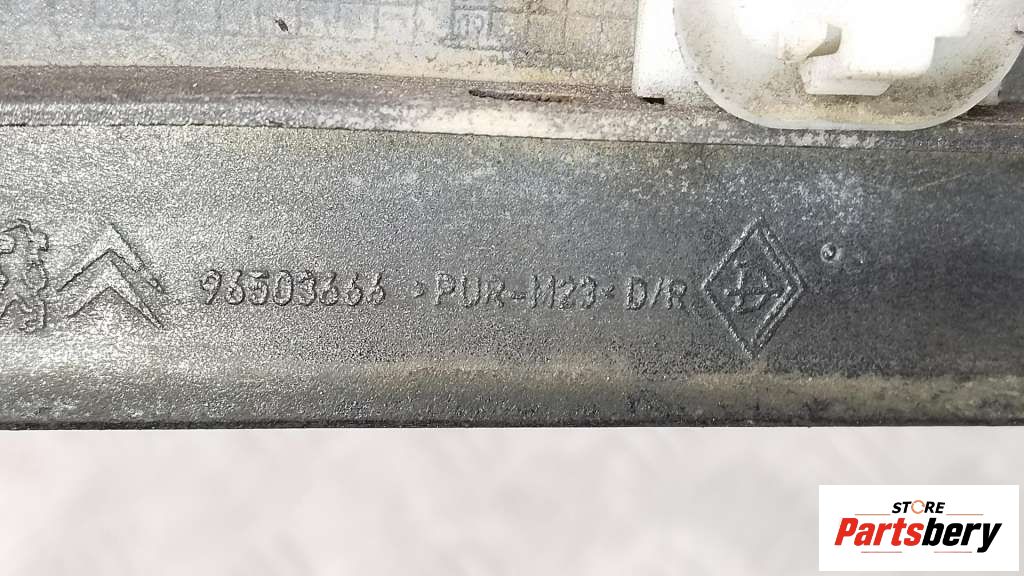 96503666 >PUR-M23< D/R
STORE
Partsbery